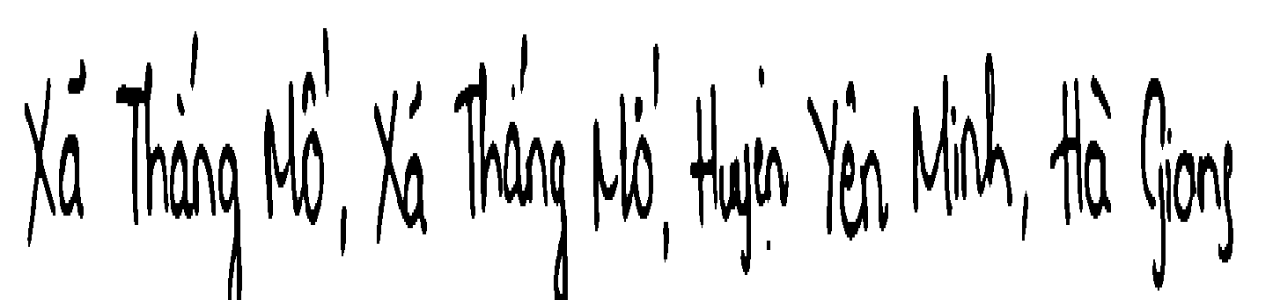 Xã Thắng Mố, Xã Thắng Mố, Huyện Yên Minh, Hà Giang